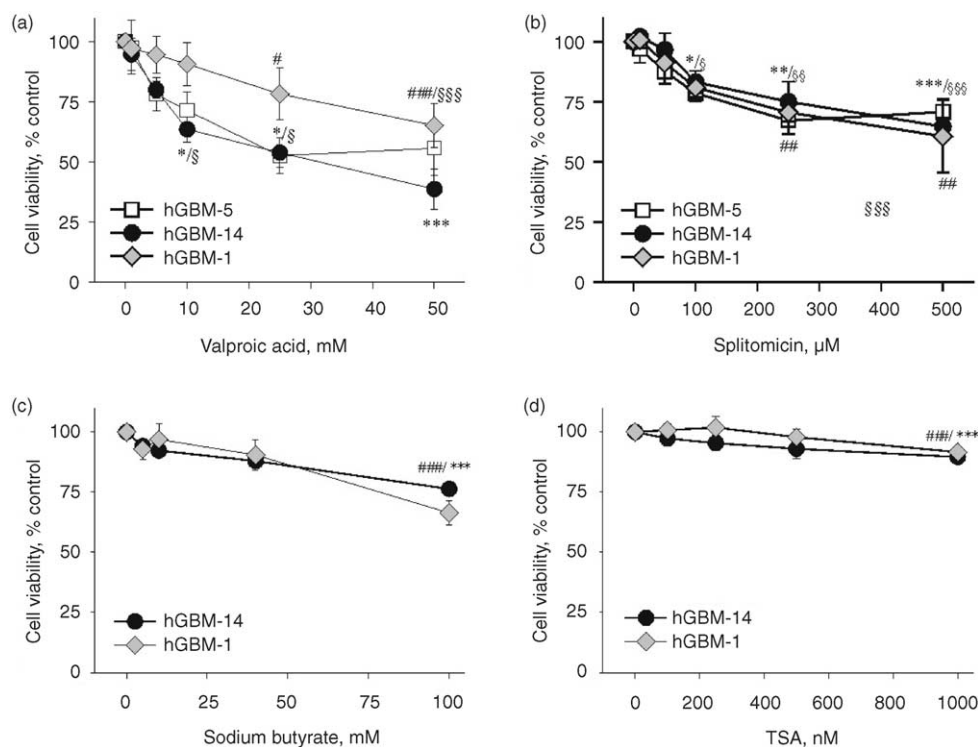 (a)
100
75
50
25
0
Cell viability, % control
#
###/§§§
*/§
*/§
***
hGBM-5
hGBM-14
hGBM-1
0 10 20 30 40 50
Valproic acid, mM
(b)
100
75
50
25
0
Cell viability, % control
*/§
**/§§
***/§§§
##
##
§§§
hGBM-5
hGBM-14
hGBM-1
0 100 200 300 400 500
Splitomicin, µM
(c)
100
75
50
25
0
Cell viability, % control
###/ ***
hGBM-14
hGBM-1
0 25 50 75 100
Sodium butyrate, mM
(d)
100
75
50
25
0
Cell viability, % control
###/ ***
hGBM-14
hGBM-1
0 200 400 600 800 1000
TSA, nM